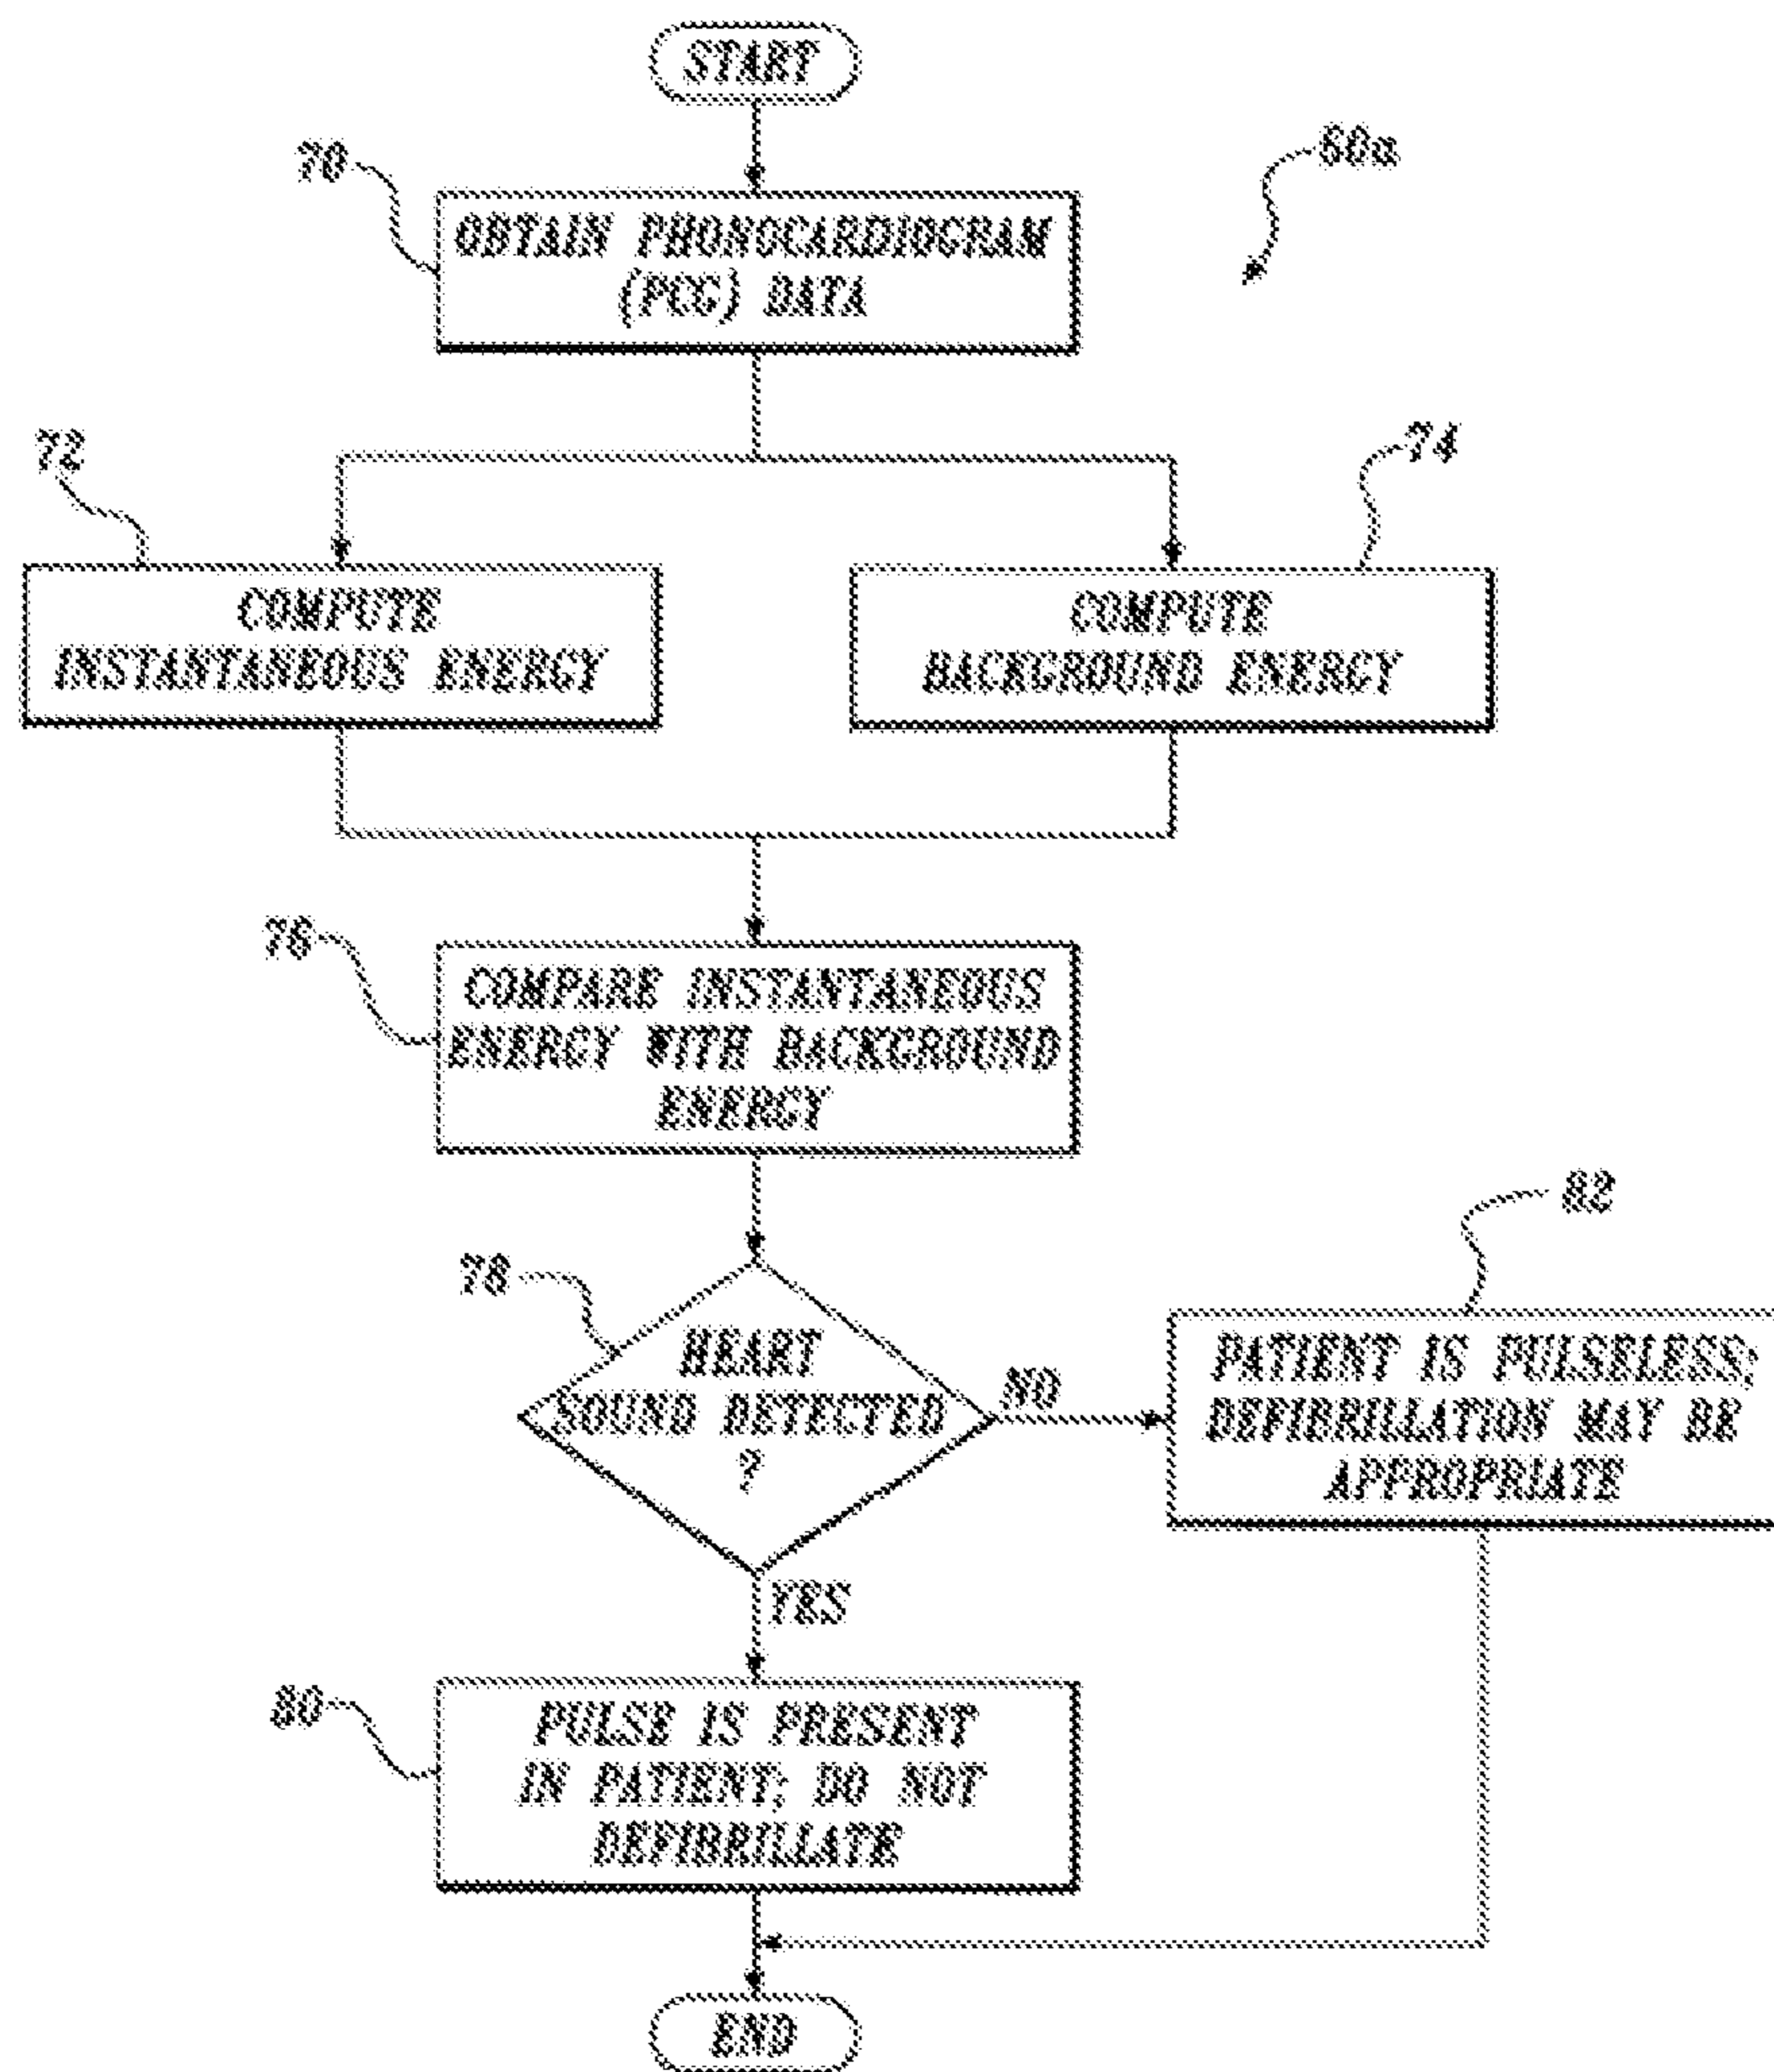 START
70
60a
OBTAIN PHONOCARDIOGRAM
(PCG) DATA
72
74
COMPUTE
INSTANTANEOUS ENERGY
COMPUTE
BACKGROUND ENERGY
76
COMPARE INSTANTANEOUS
ENERGY WITH BACKGROUND
ENERGY
82
78
HEART
SOUND DETECTED
?
NO
PATIENT IS PULSELESS;
DEFIBRILLATION MAY BE
APPROPRIATE
YES
80
PULSE IS PRESENT
IN PATIENT; DO NOT
DEFIBRILLATE
END